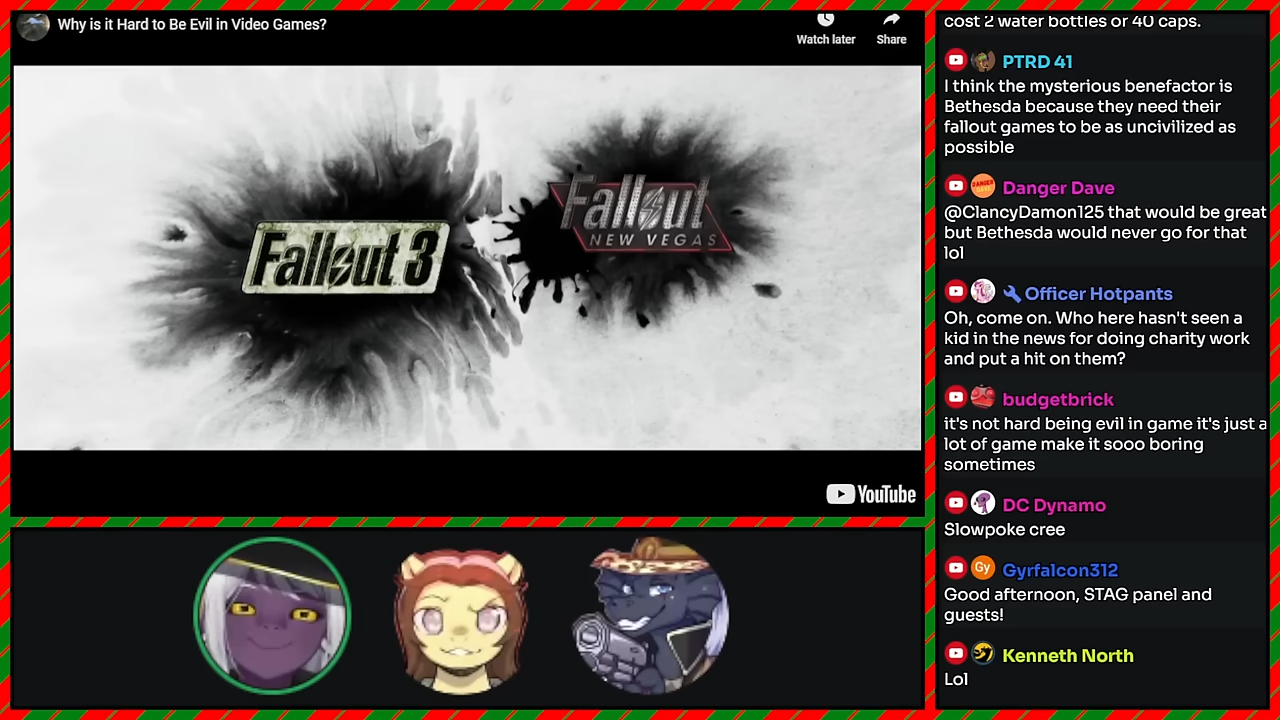 Why is it Hard to Be Evil in Video Games?
Watch later
Share
Fallout 3
Fallout
NEW VEGAS
YouTube
cost 2 water bottles or 40 caps.
PTRD 41
I think the mysterious benefactor is
Bethesda because they need their
fallout games to be as uncivilized as
possible
Danger Dave
@ClancyDamon125 that would be great
but Bethesda would never go for that
lol
Officer Hotpants
Oh, come on. Who here hasn't seen a
kid in the news for doing charity work
and put a hit on them?
budgetbrick
it's not hard being evil in game it's just a
lot of game make it sooo boring
sometimes
DC Dynamo
Slowpoke cree
Gy
Gyrfalcon312
Good afternoon, STAG panel and
guests!
Kenneth North
Lol